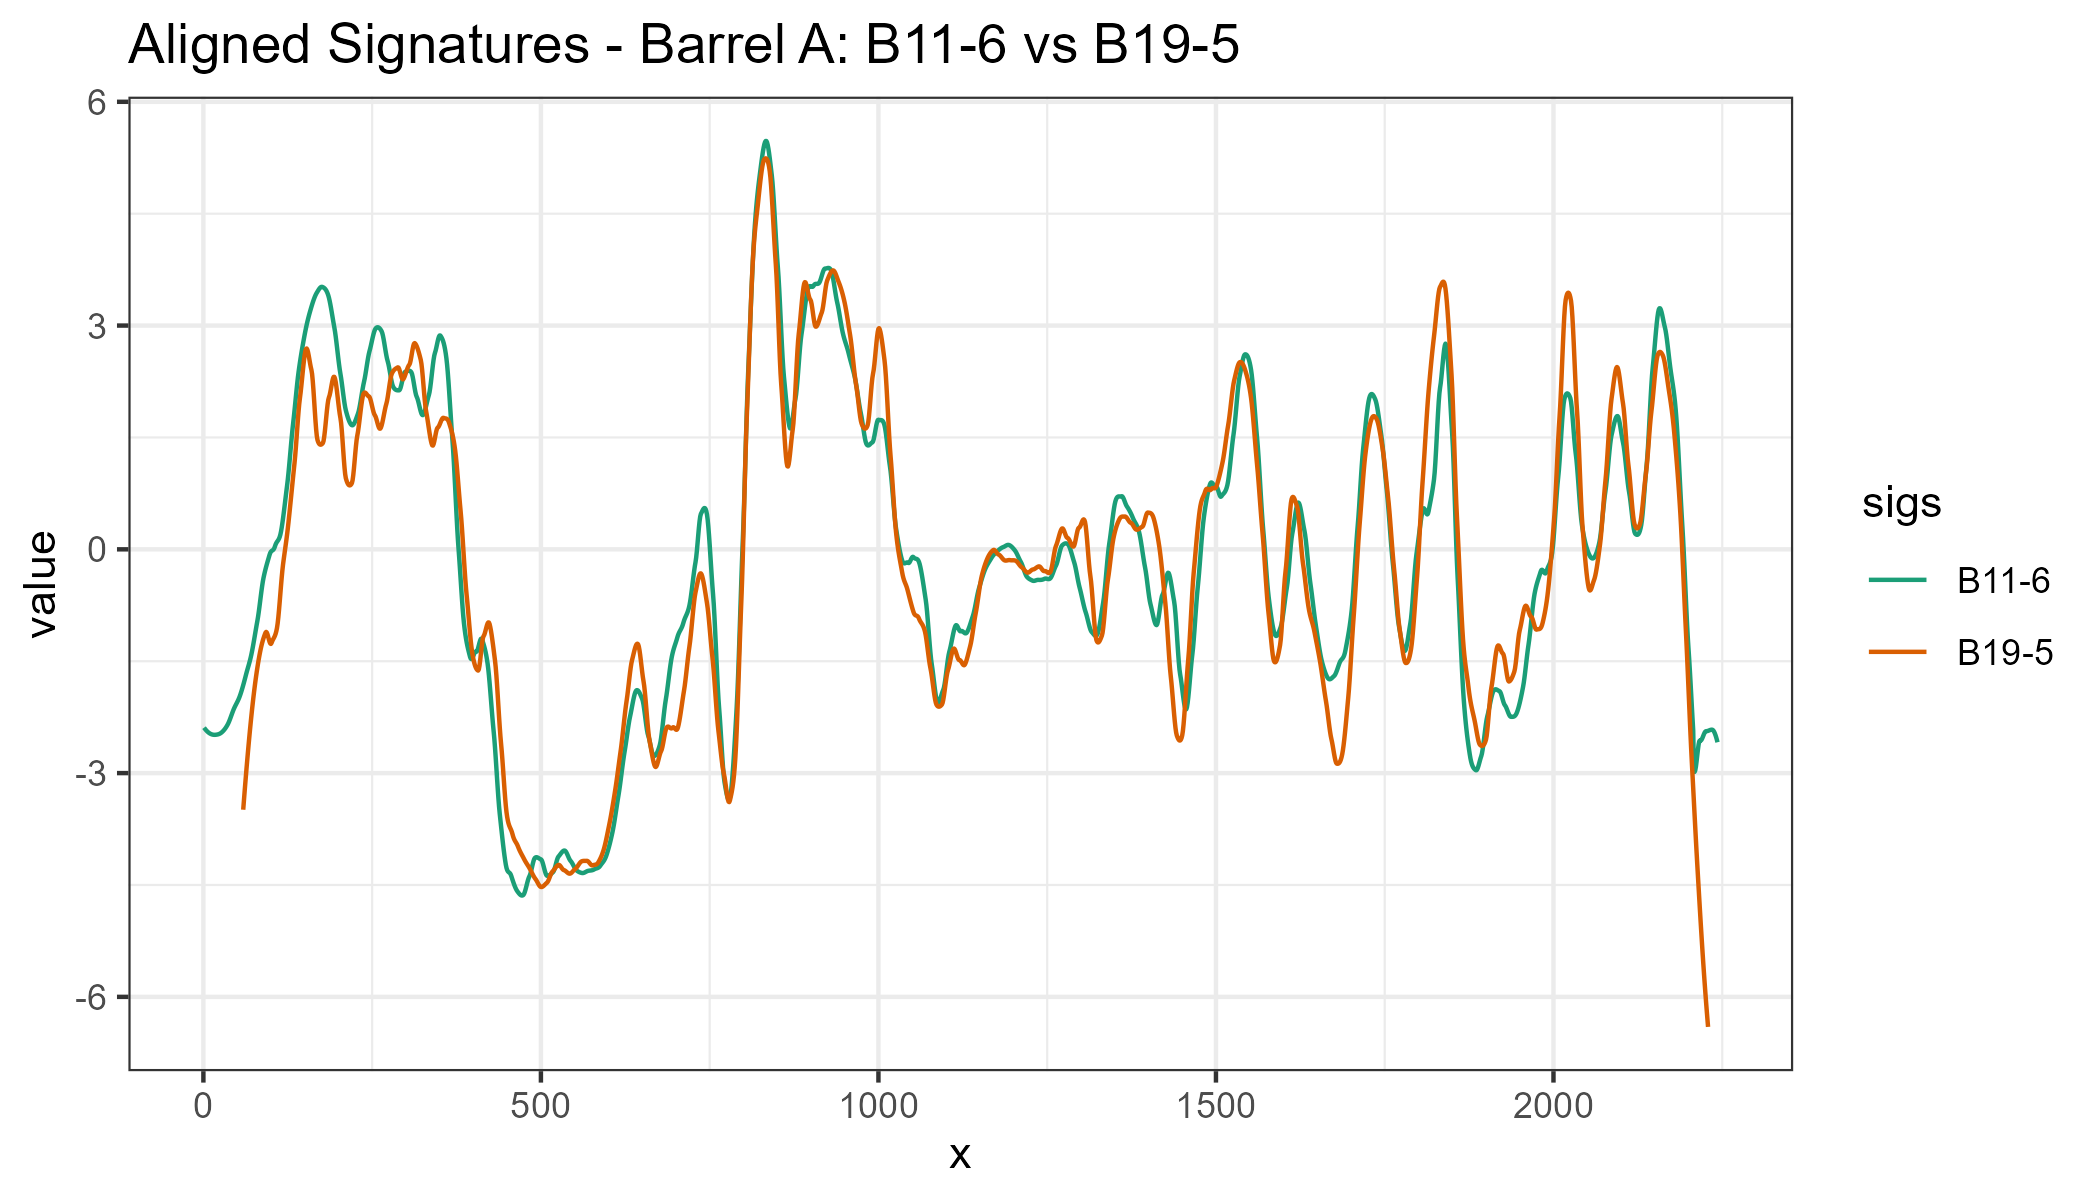 Aligned Signatures - Barrel A: B11-6 vs B19-5
6
3
0
-3
-6
value
0 500 1000 1500 2000
x
sigs
B11-6
B19-5